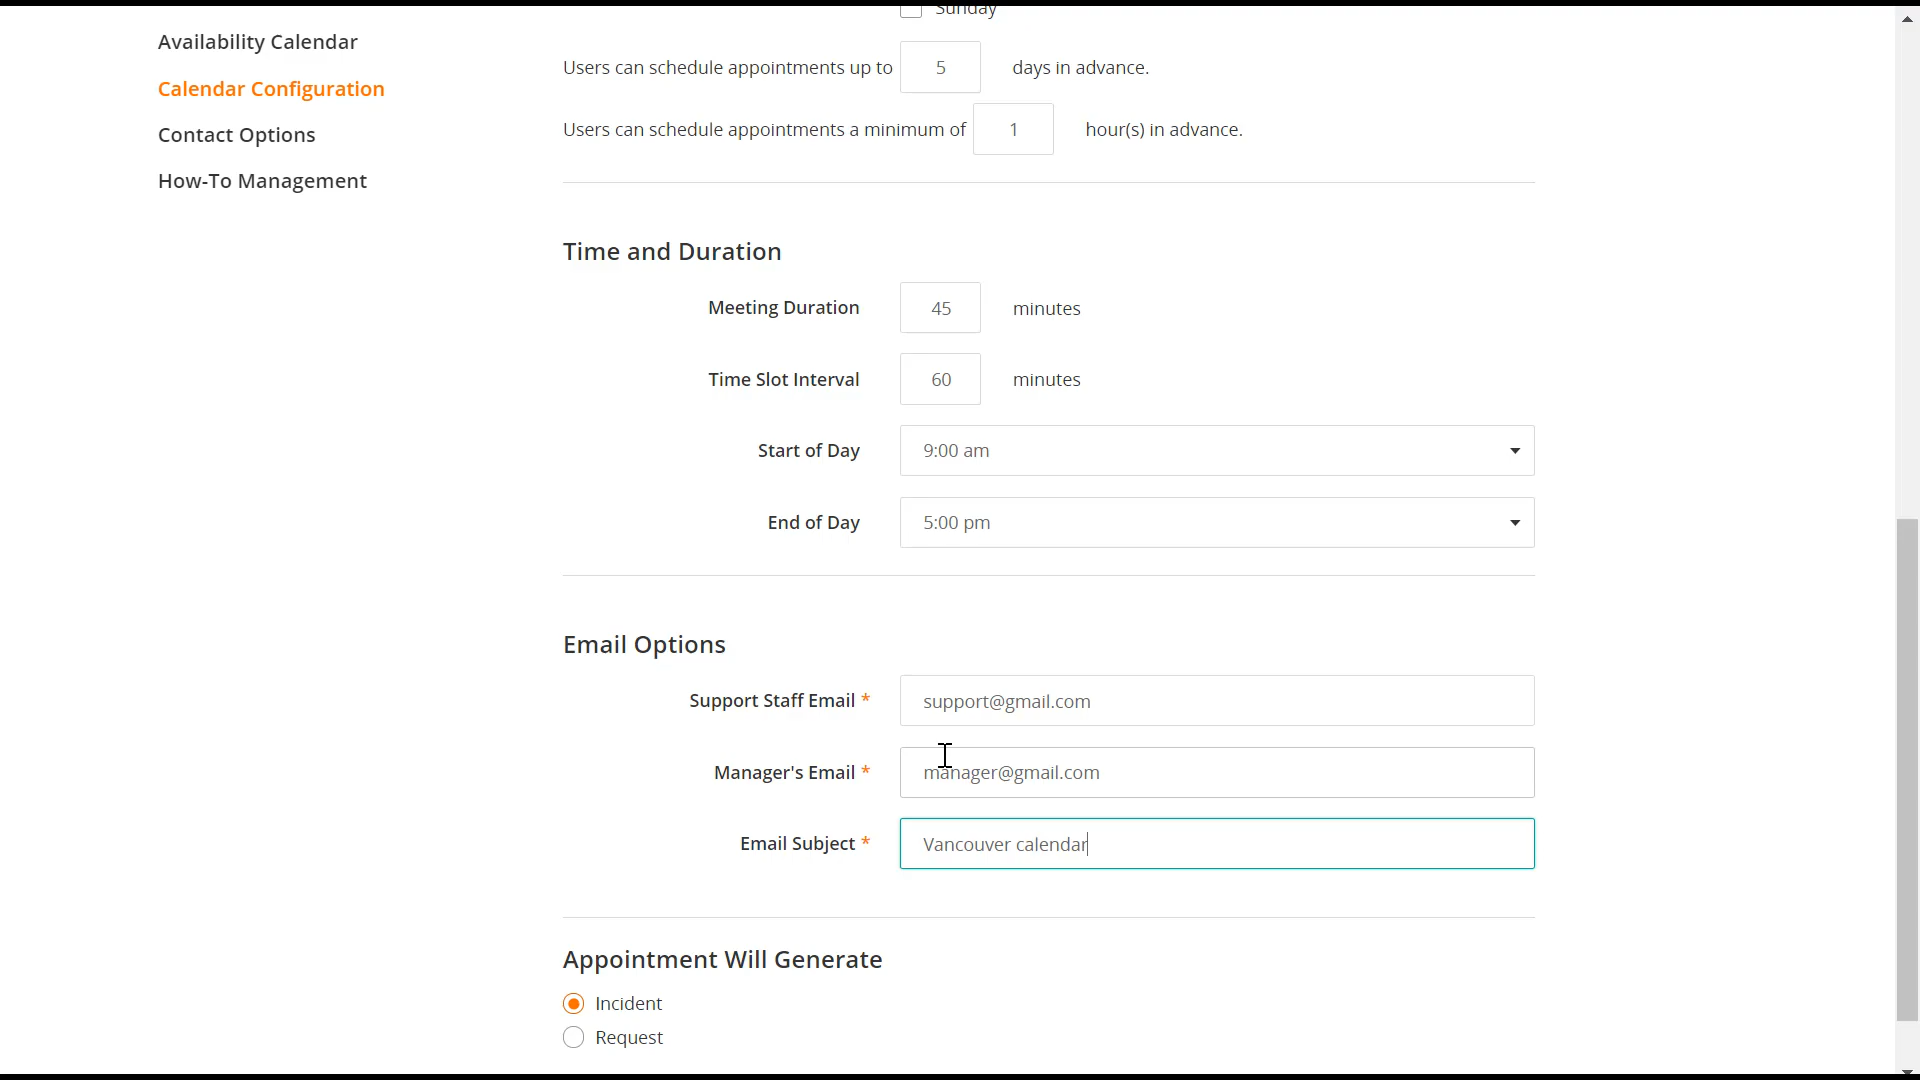 Sunday
Availability Calendar
Calendar Configuration
Contact Options
How-To Management
Users can schedule appointments up to 5 days in advance.
Users can schedule appointments a minimum of 1 hour(s) in advance.
Time and Duration
Meeting Duration 45 minutes
Time Slot Interval 60 minutes
Start of Day 9:00 am
End of Day 5:00 pm
Email Options
Support Staff Email * support@gmail.com
Manager's Email * manager@gmail.com
Email Subject * Vancouver calendar
Appointment Will Generate
Incident
Request